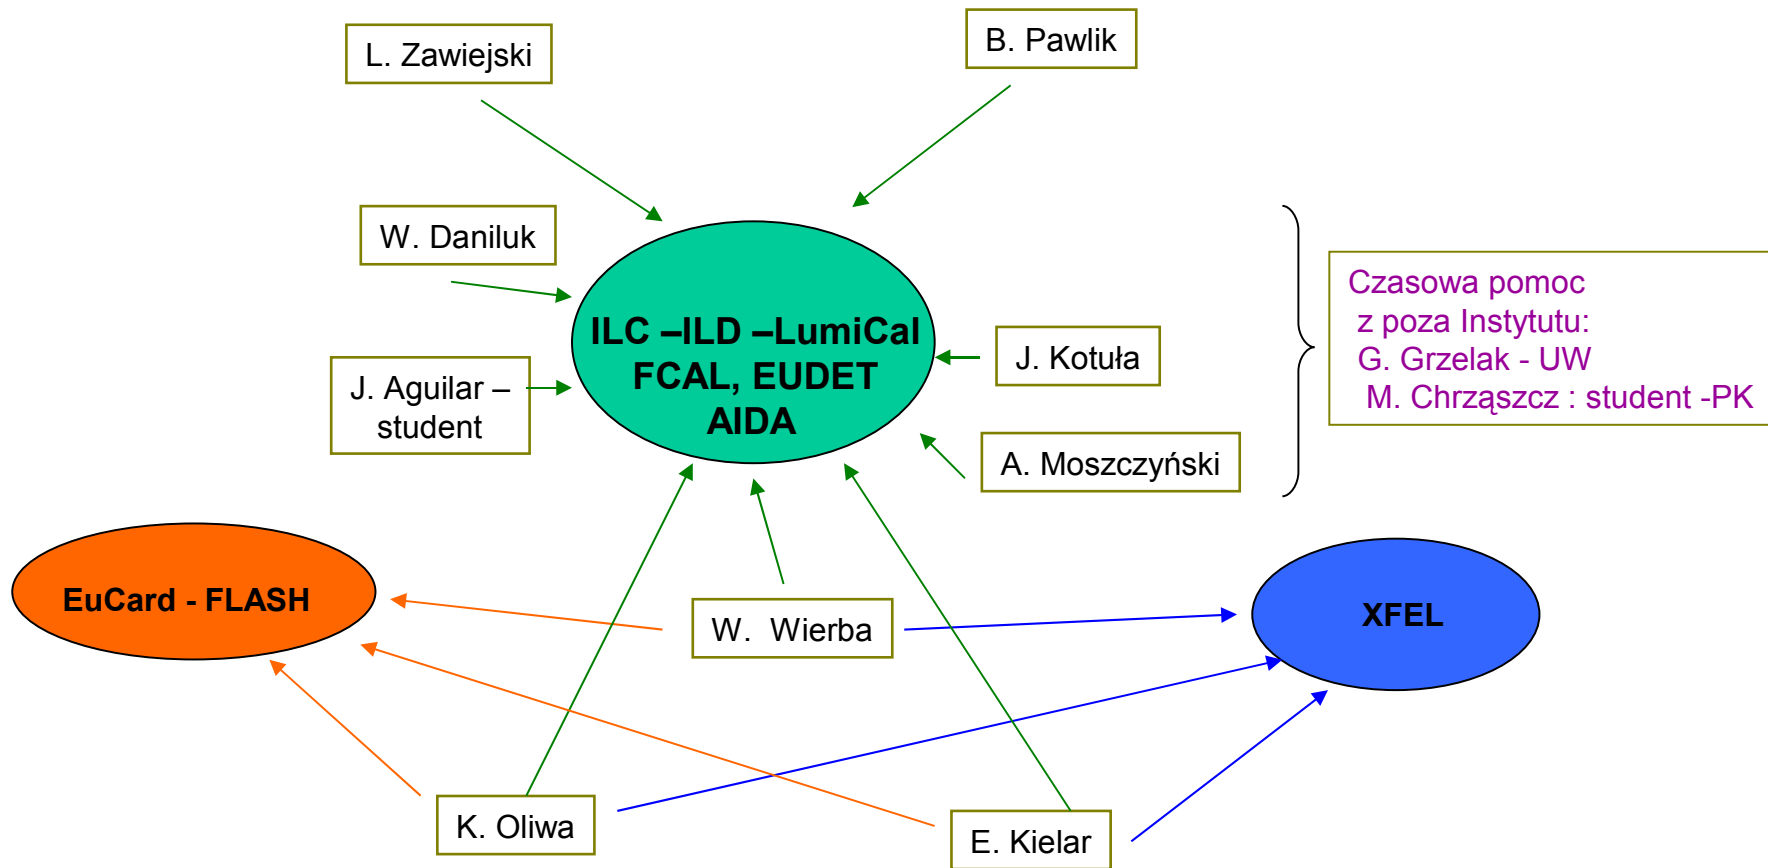 L. Zawiejski
B. Pawlik
W. Daniluk
ILC –ILD –LumiCal
FCAL, EUDET
AIDA
J. Aguilar –
student
J. Kotuła
A. Moszczyński
Czasowa pomoc
z poza Instytutu:
G. Grzelak - UW
M. Chrząszcz : student -PK
EuCard - FLASH
W. Wierba
XFEL
K. Oliwa
E. Kielar